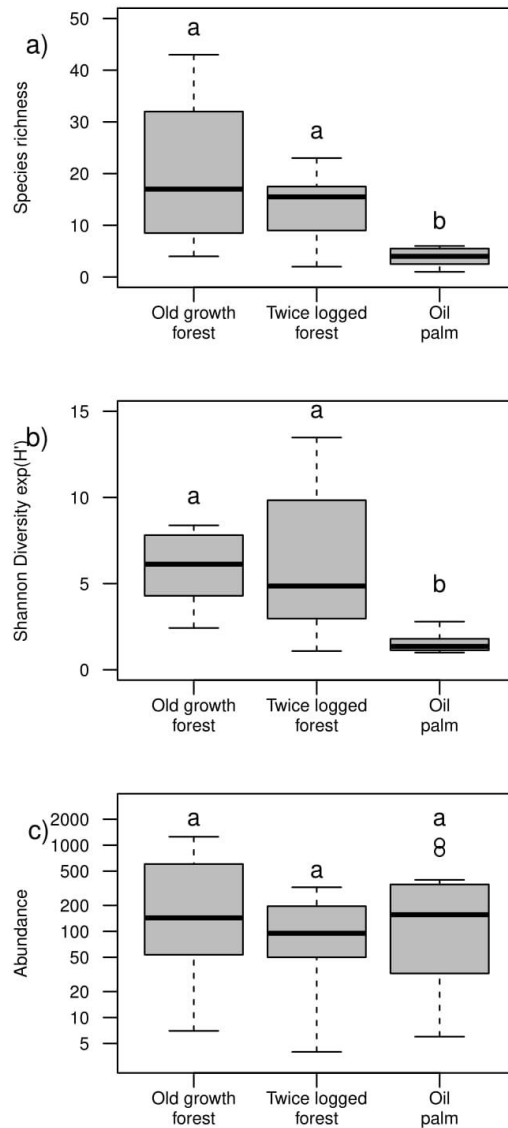 a)
Species richness
50
40
30
20
10
0
a
a
b
Old growth
forest
Twice logged
forest
Oil
palm
b)
Shannon Diversity exp(H')
15
10
5
0
a
a
b
Old growth
forest
Twice logged
forest
Oil
palm
c)
Abundance
2000
1000
500
200
100
50
20
10
5
a
a
a
Old growth
forest
Twice logged
forest
Oil
palm